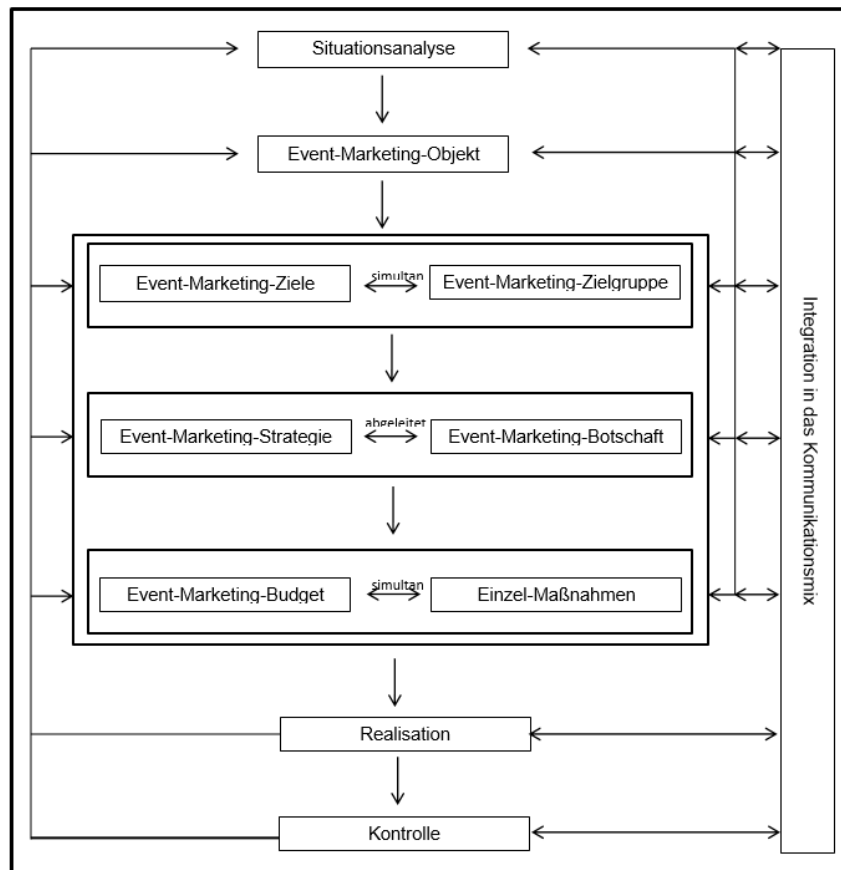 Situationsanalyse
Event-Marketing-Objekt
Event-Marketing-Ziele
simultan
Event-Marketing-Zielgruppe
Event-Marketing-Strategie
abgeleitet
Event-Marketing-Botschaft
Event-Marketing-Budget
simultan
Einzel-Maßnahmen
Realisation
Kontrolle
Integration in das Kommunikationsmix